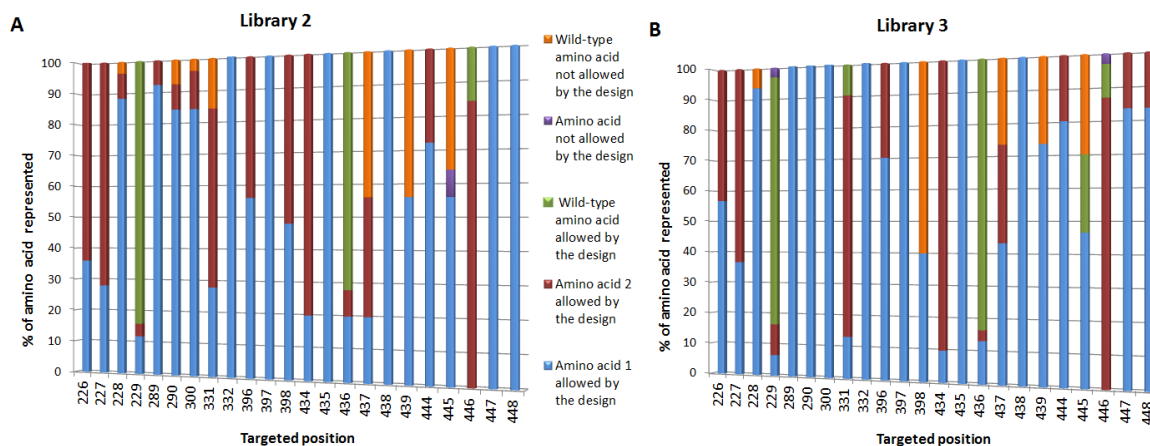 A
Library 2
% of amino acid represented
100
90
80
70
60
50
40
30
20
10
0
226
227
228
229
289
290
300
331
332
396
397
398
434
435
436
437
438
439
444
445
446
447
448
Targeted position
Wild-type
amino acid
not allowed
by the design
Amino acid
not allowed
by the design
Wild-type
amino acid
allowed by
the design
Amino acid 2
allowed by
the design
Amino acid 1
allowed by
the design
B
Library 3
% of amino acid represented
100
90
80
70
60
50
40
30
20
10
0
226
227
228
229
289
290
300
331
332
396
397
398
434
435
436
437
438
439
444
445
446
447
448
Targeted position